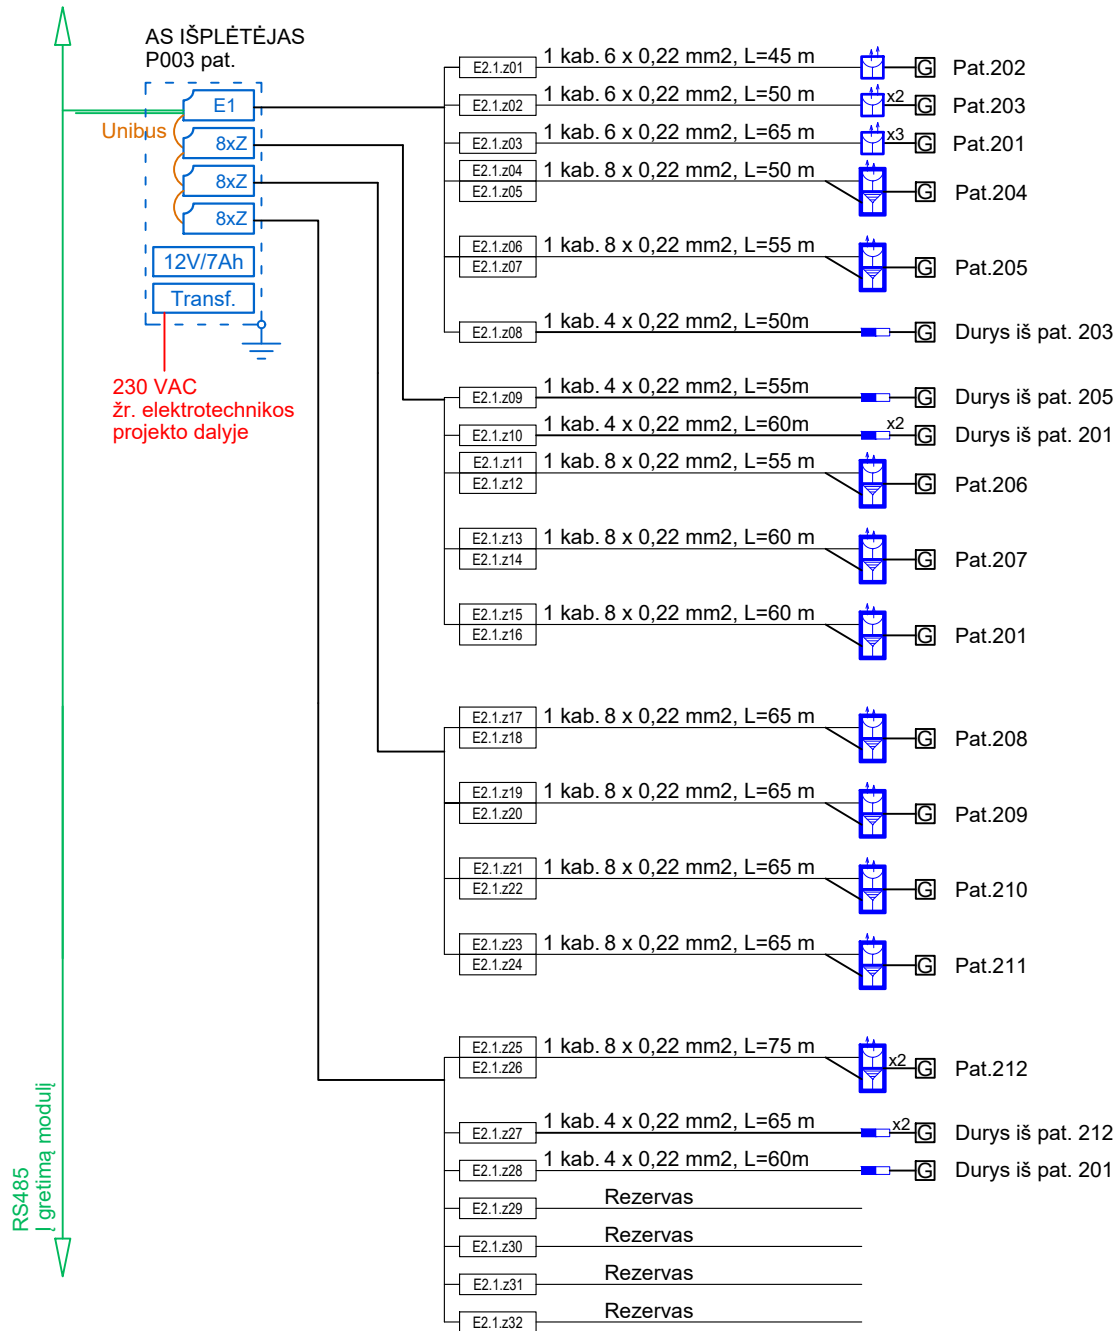 AS IŠPLĖTĖJAS
P003 pat.
E1
Unibus
8xZ
8xZ
8xZ
12V/7Ah
Transf.
230 VAC
žr. elektrotechnikos
projekto dalyje
RS485
Į gretimą modulį
E2.1.z01 1 kab. 6 x 0,22 mm2, L=45 m G Pat.202
E2.1.z02 1 kab. 6 x 0,22 mm2, L=50 m x2 G Pat.203
E2.1.z03 1 kab. 6 x 0,22 mm2, L=65 m x3 G Pat.201
E2.1.z04 1 kab. 8 x 0,22 mm2, L=50 m
E2.1.z05 G Pat.204
E2.1.z06 1 kab. 8 x 0,22 mm2, L=55 m
E2.1.z07 G Pat.205
E2.1.z08 1 kab. 4 x 0,22 mm2, L=50m G Durys iš pat. 203
E2.1.z09 1 kab. 4 x 0,22 mm2, L=55m G Durys iš pat. 205
E2.1.z10 1 kab. 4 x 0,22 mm2, L=60m x2 G Durys iš pat. 201
E2.1.z11 1 kab. 8 x 0,22 mm2, L=55 m
E2.1.z12 G Pat.206
E2.1.z13 1 kab. 8 x 0,22 mm2, L=60 m
E2.1.z14 G Pat.207
E2.1.z15 1 kab. 8 x 0,22 mm2, L=60 m
E2.1.z16 G Pat.201
E2.1.z17 1 kab. 8 x 0,22 mm2, L=65 m
E2.1.z18 G Pat.208
E2.1.z19 1 kab. 8 x 0,22 mm2, L=65 m
E2.1.z20 G Pat.209
E2.1.z21 1 kab. 8 x 0,22 mm2, L=65 m
E2.1.z22 G Pat.210
E2.1.z23 1 kab. 8 x 0,22 mm2, L=65 m
E2.1.z24 G Pat.211
E2.1.z25 1 kab. 8 x 0,22 mm2, L=75 m
E2.1.z26 x2 G Pat.212
E2.1.z27 1 kab. 4 x 0,22 mm2, L=65 m x2 G Durys iš pat. 212
E2.1.z28 1 kab. 4 x 0,22 mm2, L=60m G Durys iš pat. 201
E2.1.z29 Rezervas
E2.1.z30 Rezervas
E2.1.z31 Rezervas
E2.1.z32 Rezervas